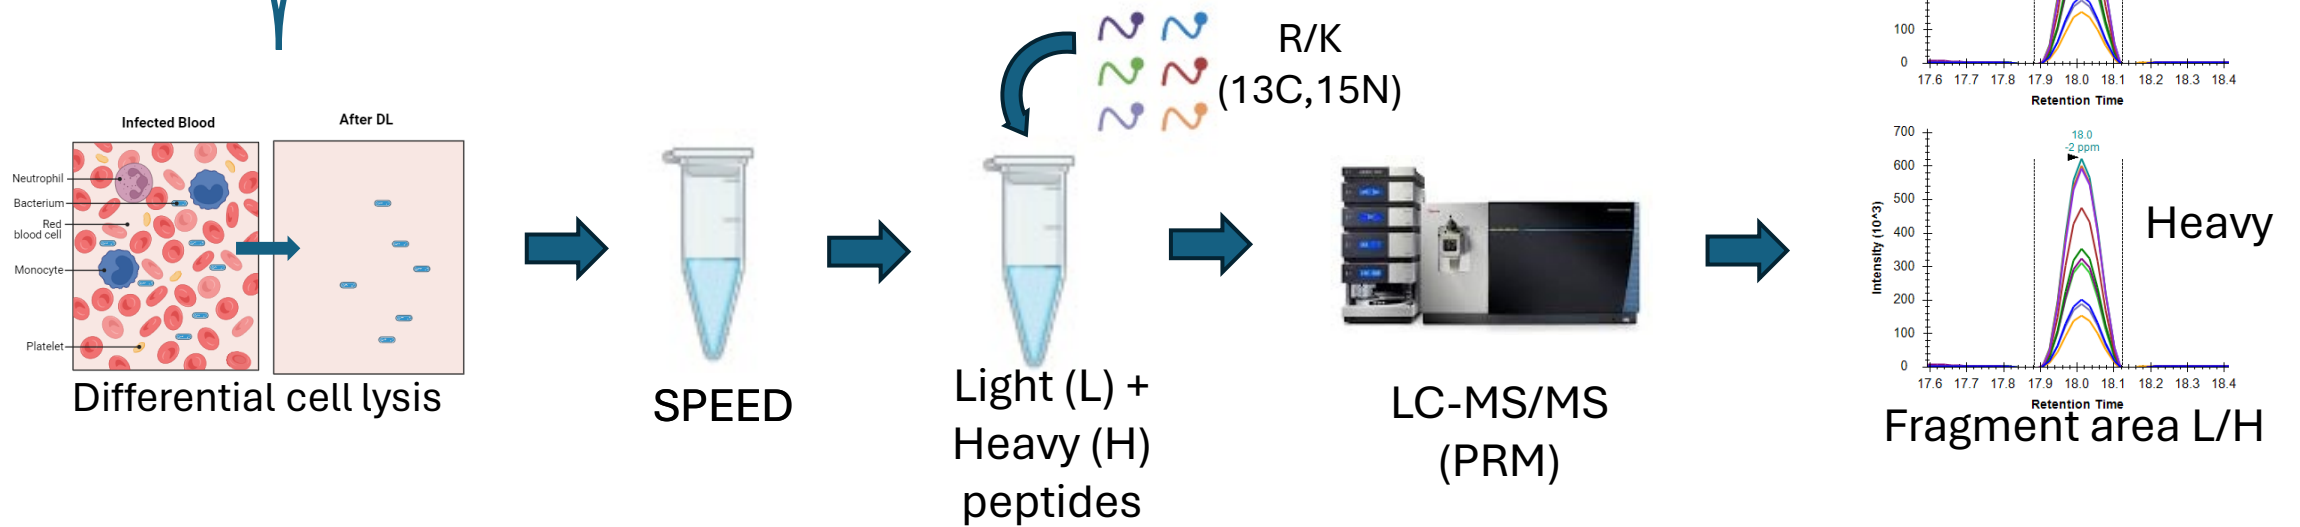 Infected Blood
After DL
Neutrophil
Bacterium
Red
blood cell
Monocyte
Platelet
Differential cell lysis
SPEED
R/K
(13C,15N)
Light (L) +
Heavy (H)
peptides
LC-MS/MS
(PRM)
100
0
17.6 17.7 17.8 17.9 18.0 18.1 18.2 18.3 18.4
Retention Time
18.0
-2 ppm
Intensity (10^3)
700
600
500
400
300
200
100
0
Heavy
17.6 17.7 17.8 17.9 18.0 18.1 18.2 18.3 18.4
Retention Time
Fragment area L/H